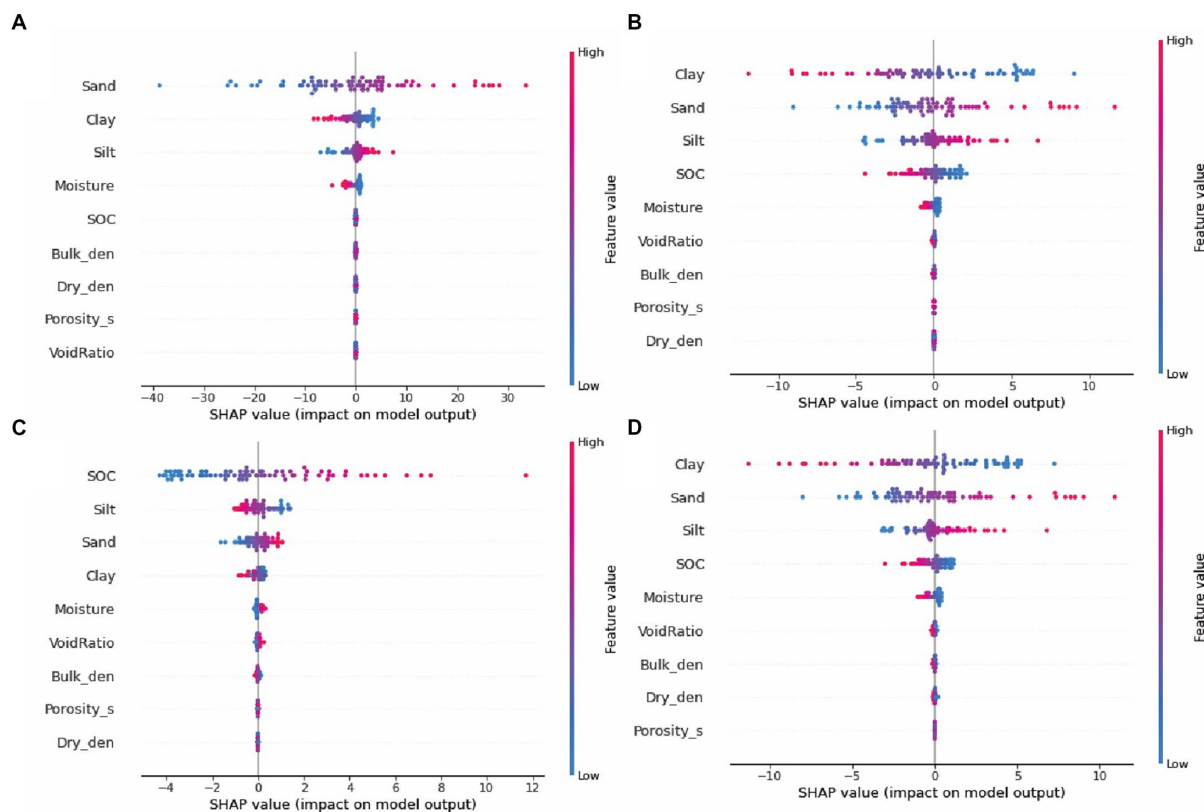 A
High
Sand
Clay
Silt
Moisture
SOC
Bulk_den
Dry_den
Porosity_s
VoidRatio
Feature value
Low
−40 −30 −20 −10 0 10 20 30
SHAP value (impact on model output)
B
High
Clay
Sand
Silt
SOC
Moisture
VoidRatio
Bulk_den
Porosity_s
Dry_den
Feature value
Low
−10 −5 0 5 10
SHAP value (impact on model output)
C
High
SOC
Silt
Sand
Clay
Moisture
VoidRatio
Bulk_den
Porosity_s
Dry_den
Feature value
Low
−4 −2 0 2 4 6 8 10 12
SHAP value (impact on model output)
D
High
Clay
Sand
Silt
SOC
Moisture
VoidRatio
Bulk_den
Dry_den
Porosity_s
Feature value
Low
−10 −5 0 5 10
SHAP value (impact on model output)